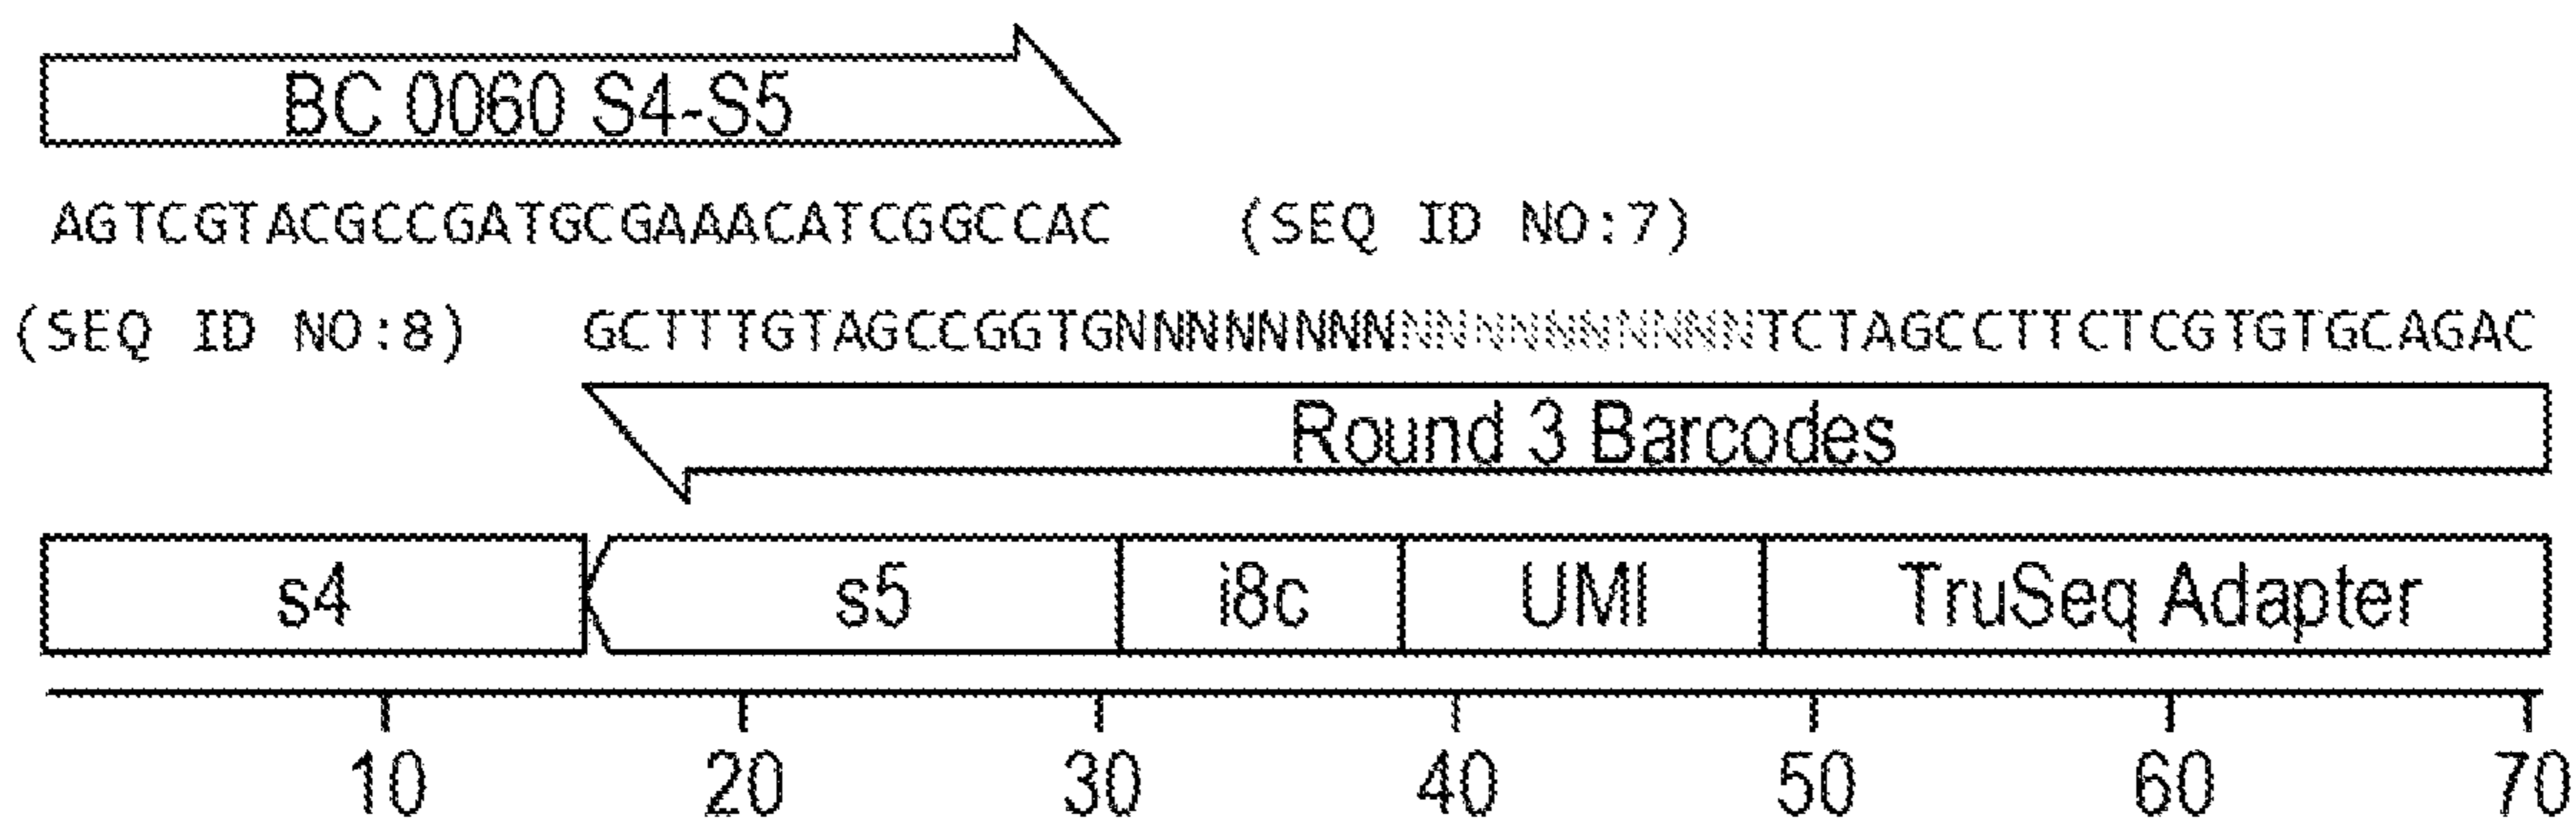 BC 0060 S4-S5
AGTCGTACGCCGATGCGAAACATCGGCCAC (SEQ ID NO:7)
(SEQ ID NO:8) GCTTTGTAGCCGGTGNNNNNNNNNNNNNNNNNNTCTAGCCTTCTCGTGTGCAGAC
Round 3 Barcodes
s4 s5 i8c UMI TruSeq Adapter
10 20 30 40 50 60 70